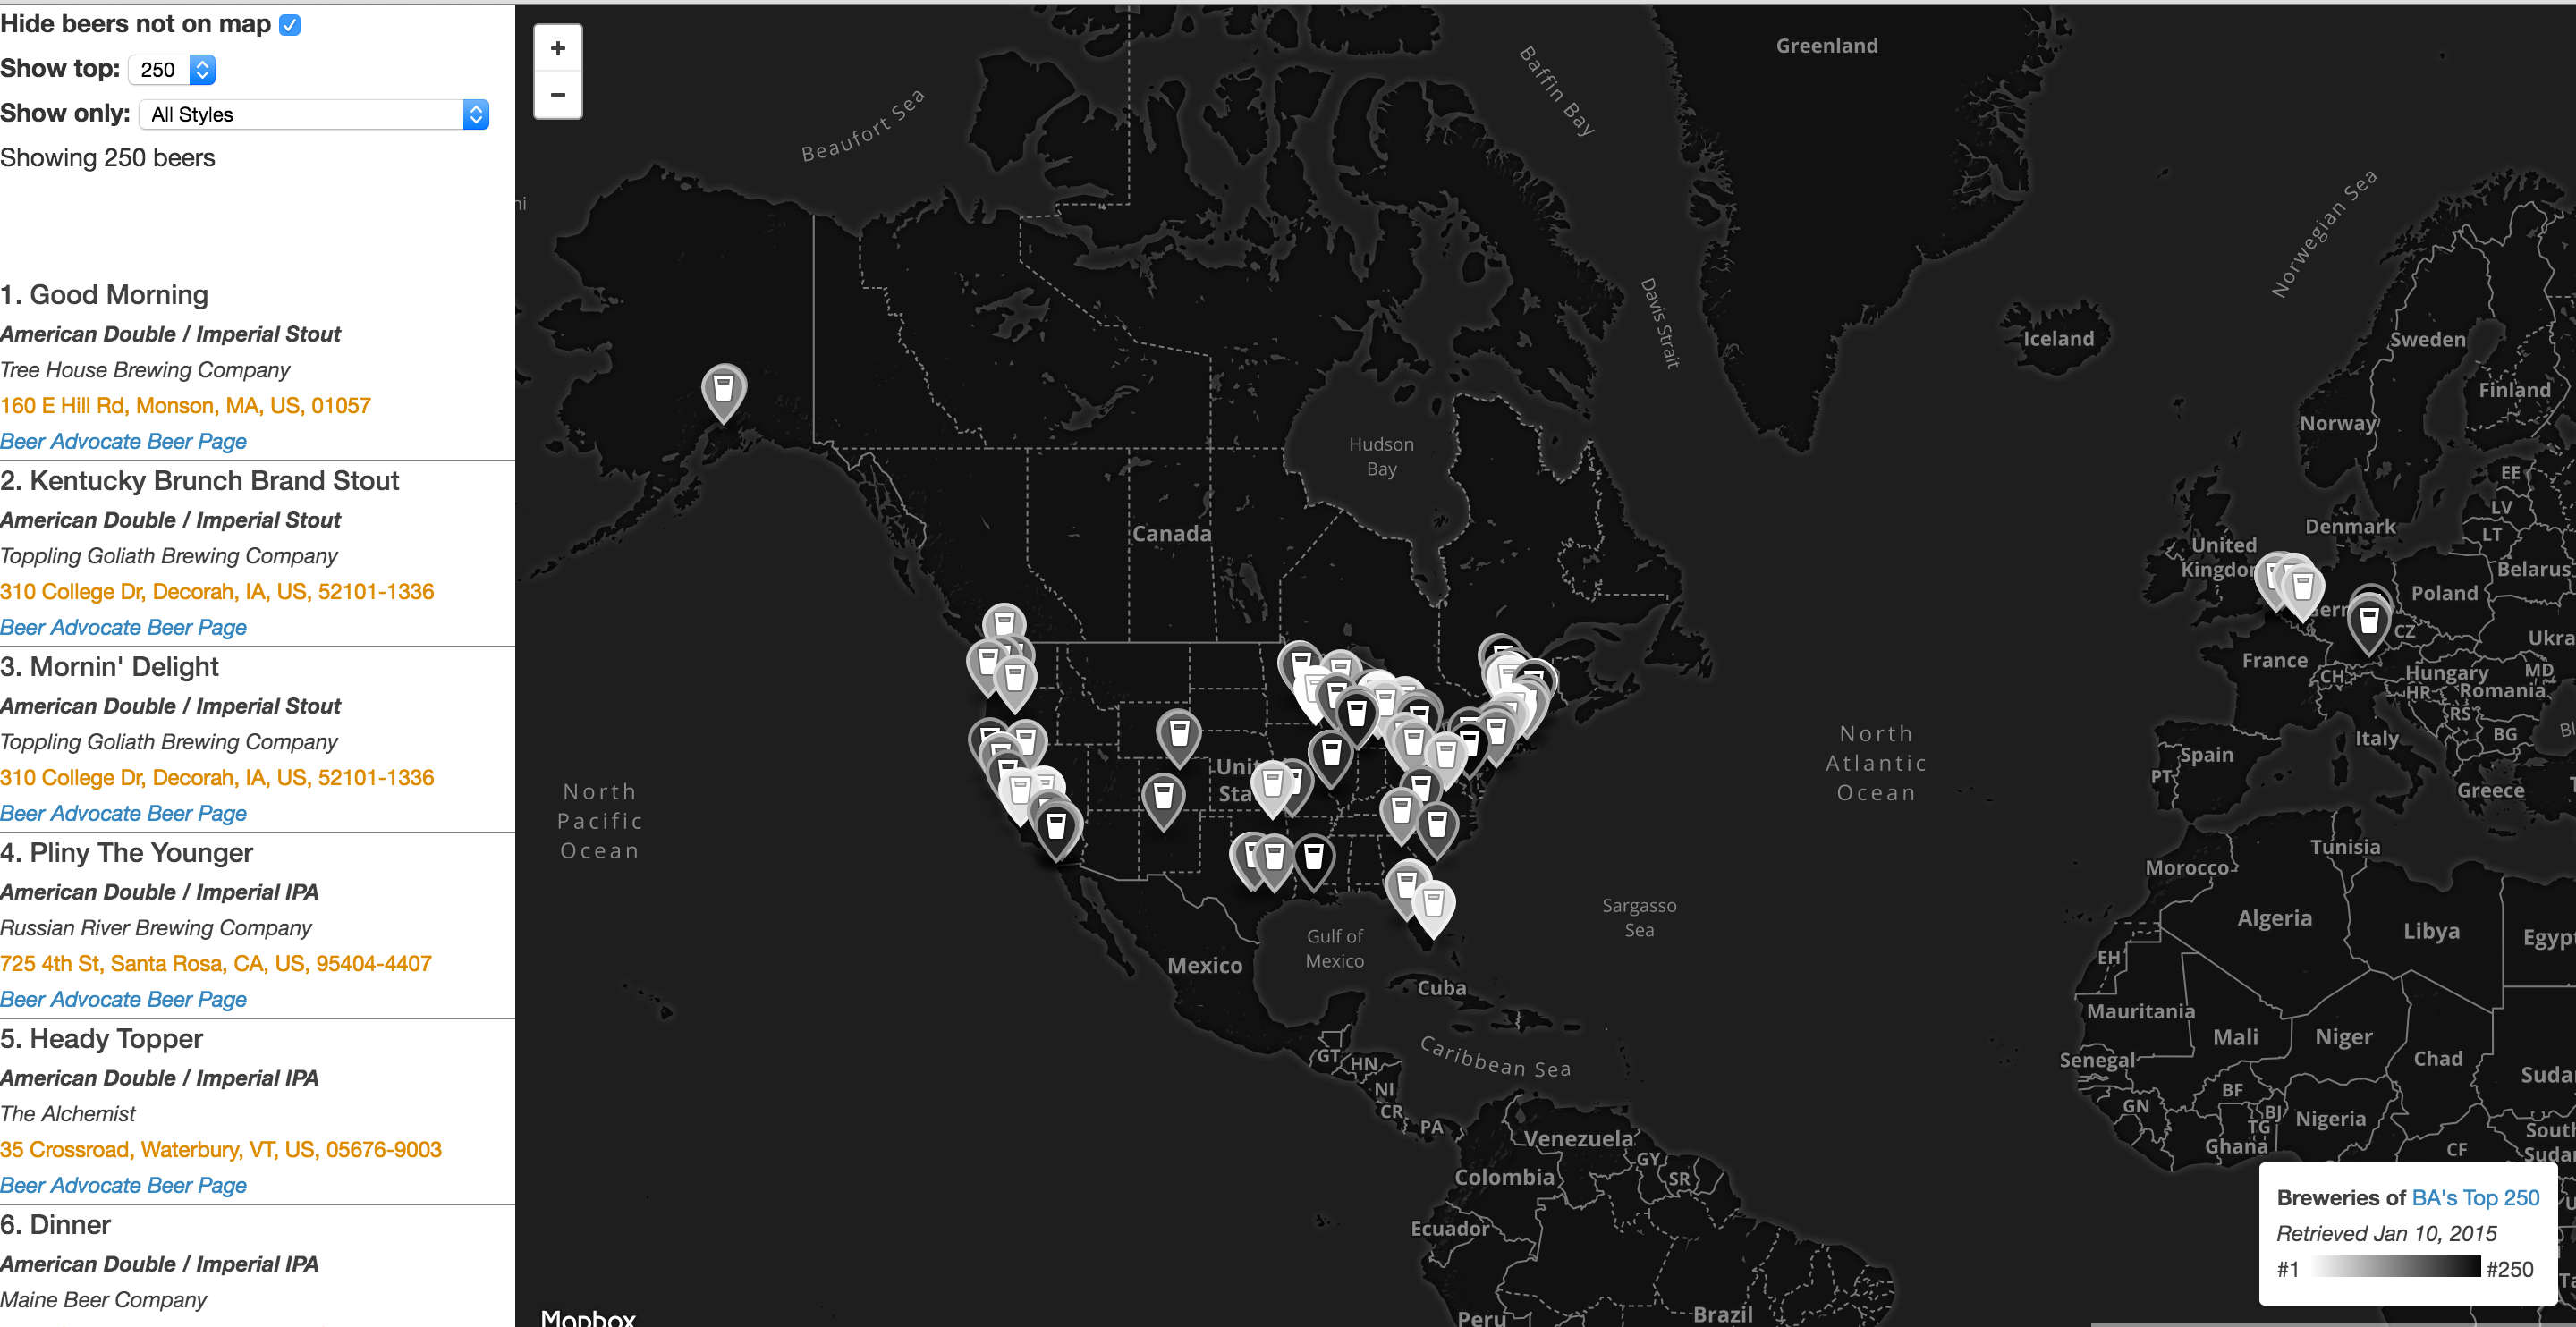 Hide beers not on map
Show top: 250
Show only: All Styles
Showing 250 beers
1. Good Morning
American Double / Imperial Stout
Tree House Brewing Company
160 E Hill Rd, Monson, MA, US, 01057
Beer Advocate Beer Page
2. Kentucky Brunch Brand Stout
American Double / Imperial Stout
Toppling Goliath Brewing Company
310 College Dr, Decorah, IA, US, 52101-1336
Beer Advocate Beer Page
3. Mornin' Delight
American Double / Imperial Stout
Toppling Goliath Brewing Company
310 College Dr, Decorah, IA, US, 52101-1336
Beer Advocate Beer Page
4. Pliny The Younger
American Double / Imperial IPA
Russian River Brewing Company
725 4th St, Santa Rosa, CA, US, 95404-4407
Beer Advocate Beer Page
5. Heady Topper
American Double / Imperial IPA
The Alchemist
35 Crossroad, Waterbury, VT, US, 05676-9003
Beer Advocate Beer Page
6. Dinner
American Double / Imperial IPA
Maine Beer Company
+
−
Greenland
Baffin Bay
Beaufort Sea
Norwegian Sea
Davis Strait
Iceland
Sweden
Finland
Norway
Hudson
Bay
EE
LV
LT
Canada
Denmark
United
Kingdom
Belarus
Poland
CZ
France
CH
Hungary
MD
HR
Romania
RS
BG
Italy
Spain
PT
Greece
North
Pacific
Ocean
North
Atlantic
Ocean
Tunisia
Morocco
Sargasso
Sea
Algeria
Libya
Gulf of
Mexico
Mexico
EH
Cuba
Mauritania
Mali
Niger
Chad
Caribbean Sea
GT
HN
NI
CR
PA
Senegal
BF
GN
BJ
TG
Nigeria
Ghana
CF
South
Sudan
Venezuela
GY
SR
Colombia
Ecuador
Peru
Brazil
Mapbox
Breweries of BA's Top 250
Retrieved Jan 10, 2015
#1 #250